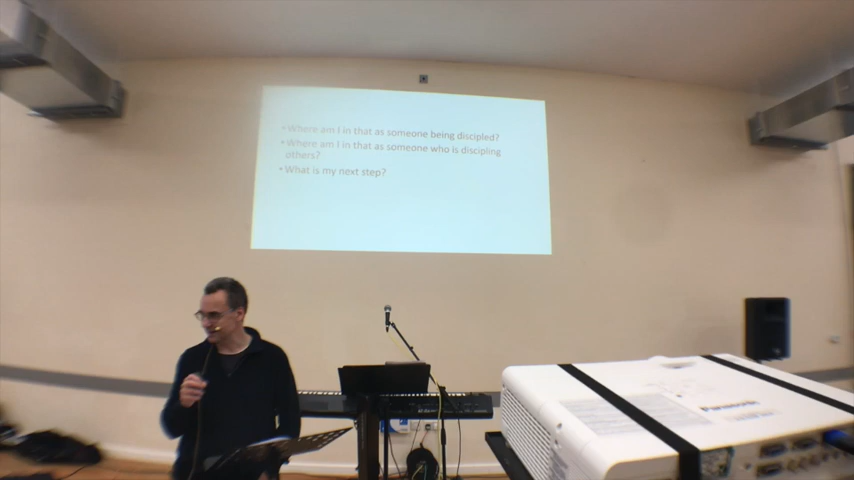 • Where am I in that as someone being discipled?
• Where am I in that as someone who is discipling
others?
• What is my next step?
Panasonic